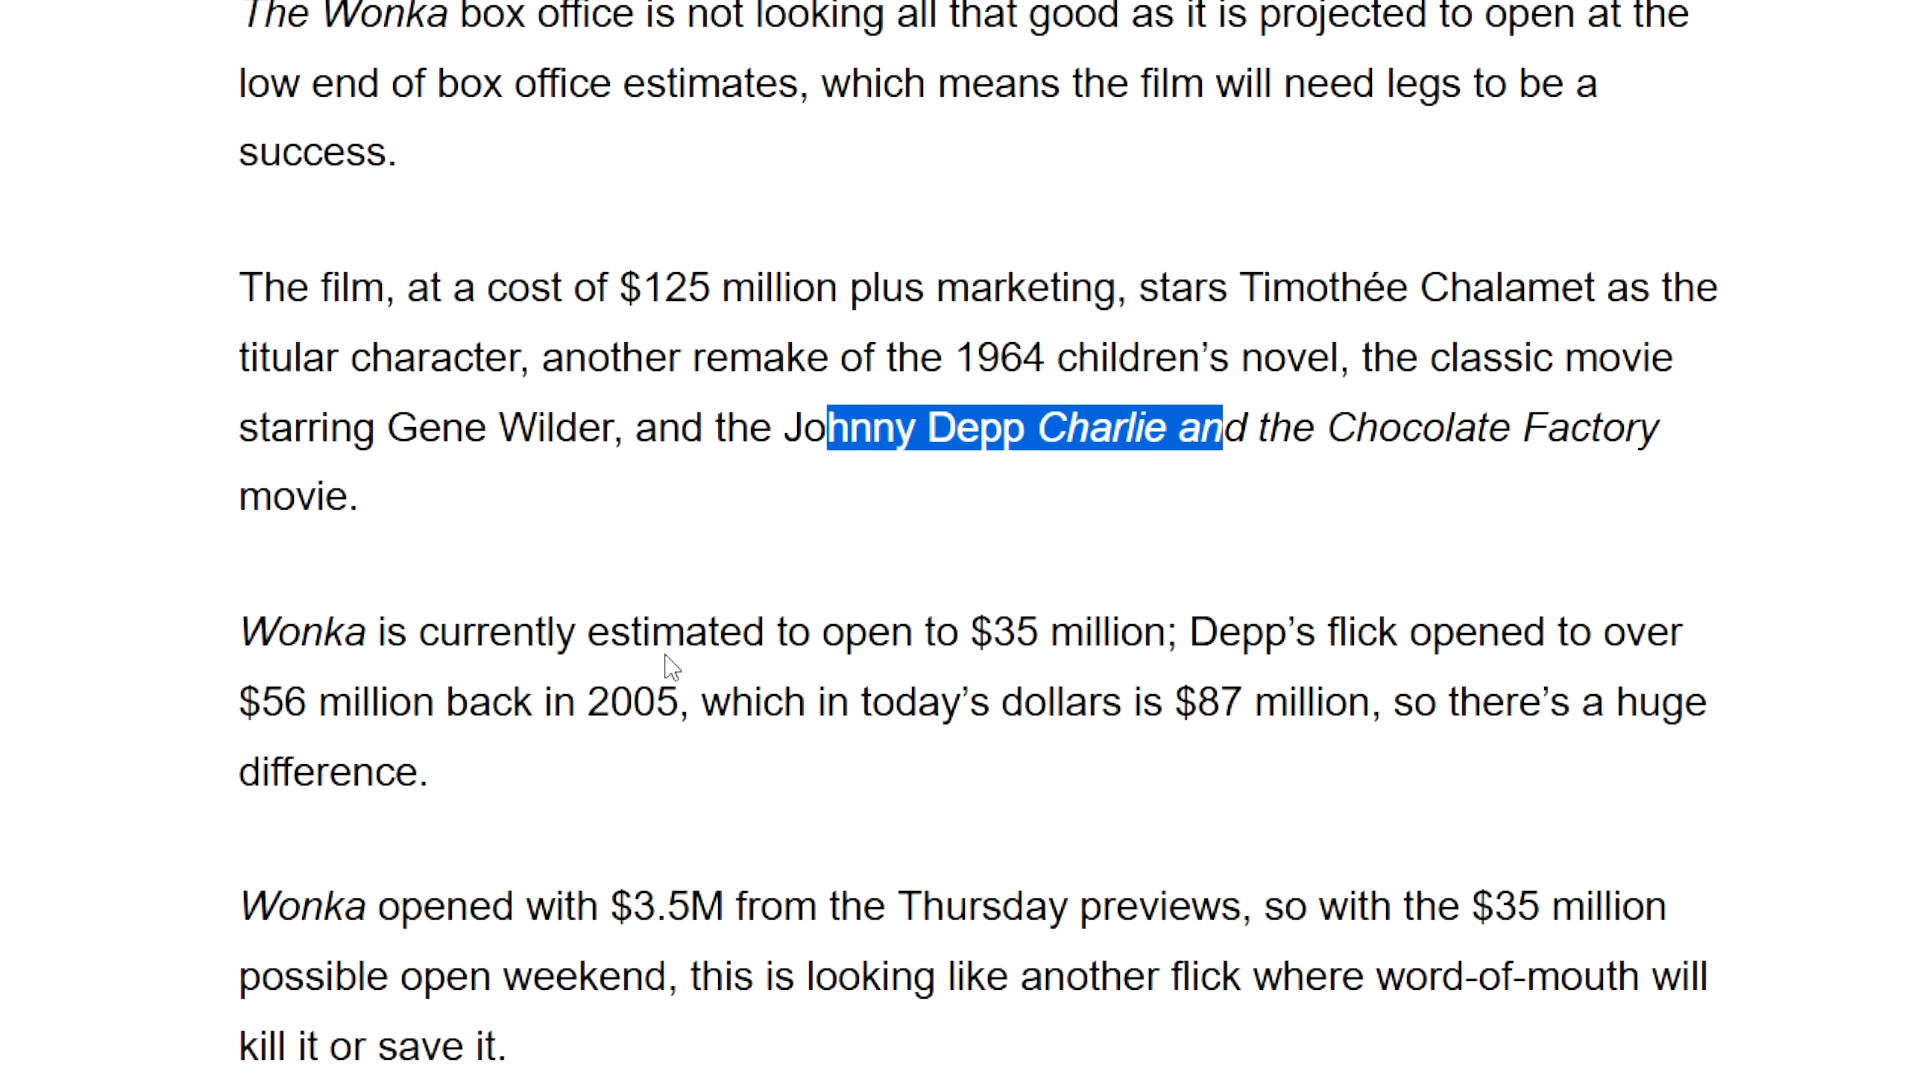 The Wonka box office is not looking all that good as it is projected to open at the
low end of box office estimates, which means the film will need legs to be a
success.
The film, at a cost of $125 million plus marketing, stars Timothée Chalamet as the
titular character, another remake of the 1964 children’s novel, the classic movie
starring Gene Wilder, and the Johnny Depp Charlie and the Chocolate Factory
movie.
Wonka is currently estimated to open to $35 million; Depp’s flick opened to over
$56 million back in 2005, which in today’s dollars is $87 million, so there’s a huge
difference.
Wonka opened with $3.5M from the Thursday previews, so with the $35 million
possible open weekend, this is looking like another flick where word-of-mouth will
kill it or save it.